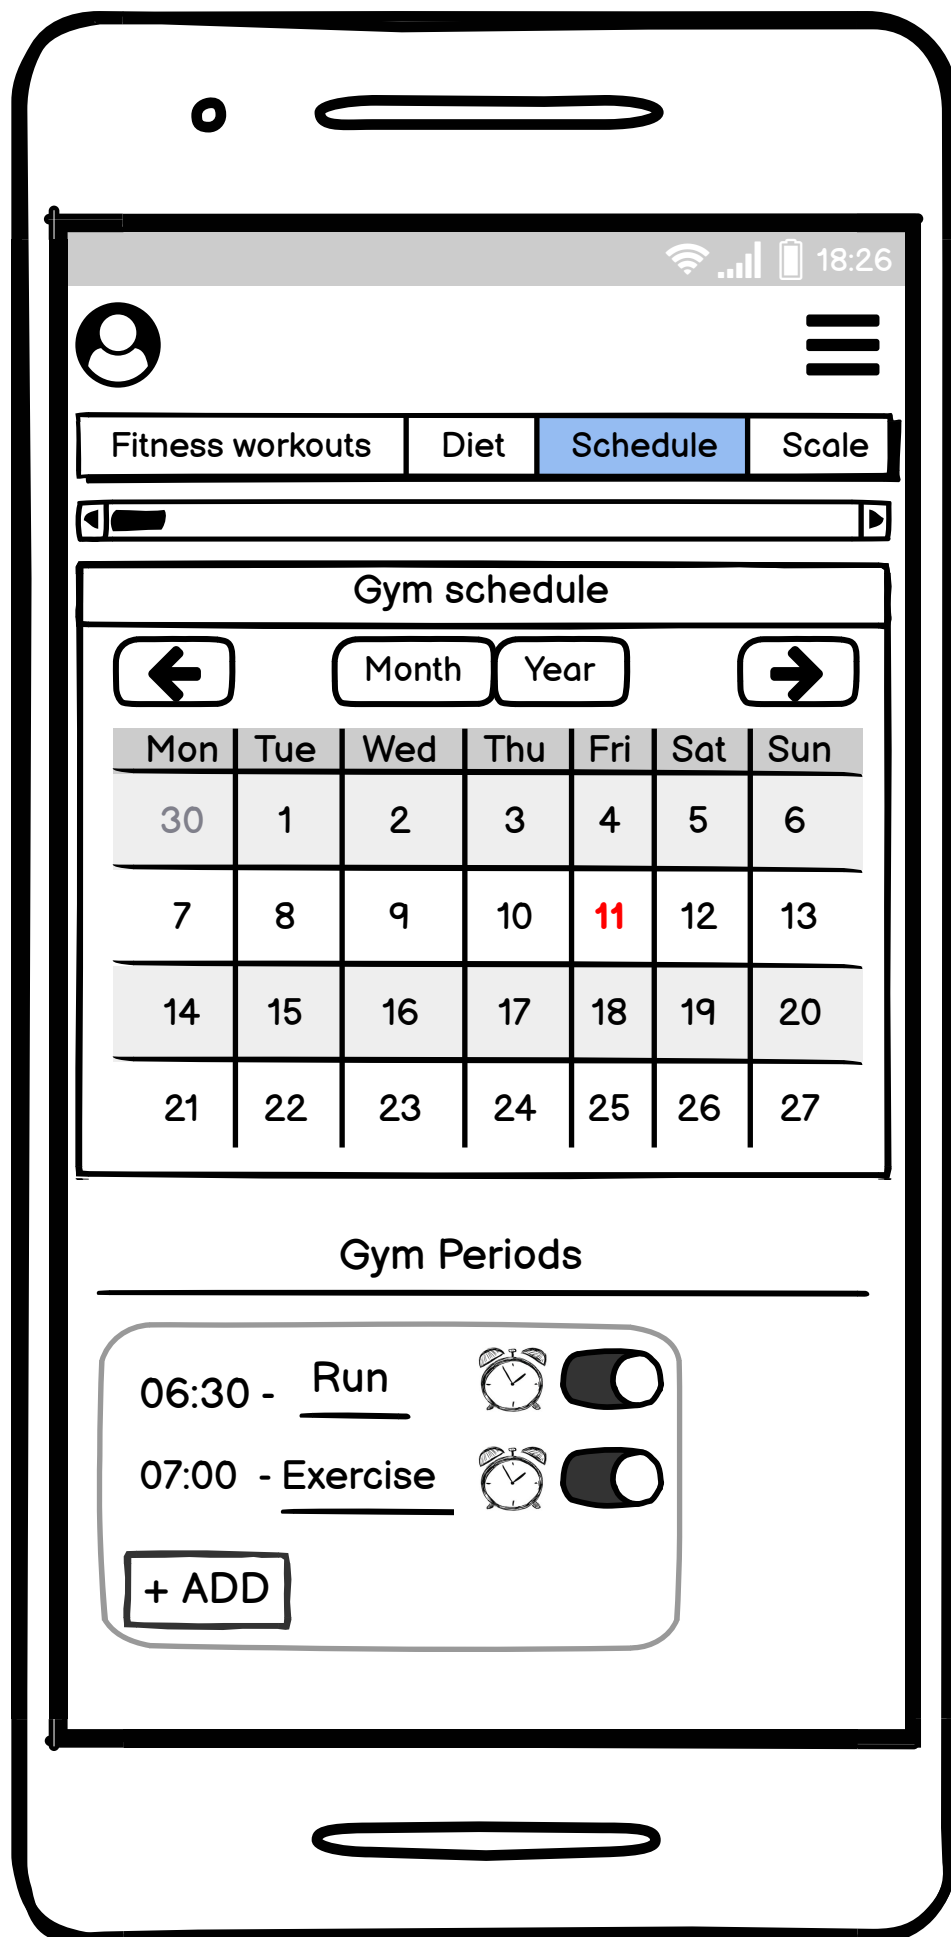 18:26
Fitness workouts Diet Schedule Scale
Gym schedule
Month Year
Mon Tue Wed Thu Fri Sat Sun
30 1 2 3 4 5 6
7 8 9 10 11 12 13
14 15 16 17 18 19 20
21 22 23 24 25 26 27
Gym Periods
06:30 - Run
07:00 - Exercise
+ ADD